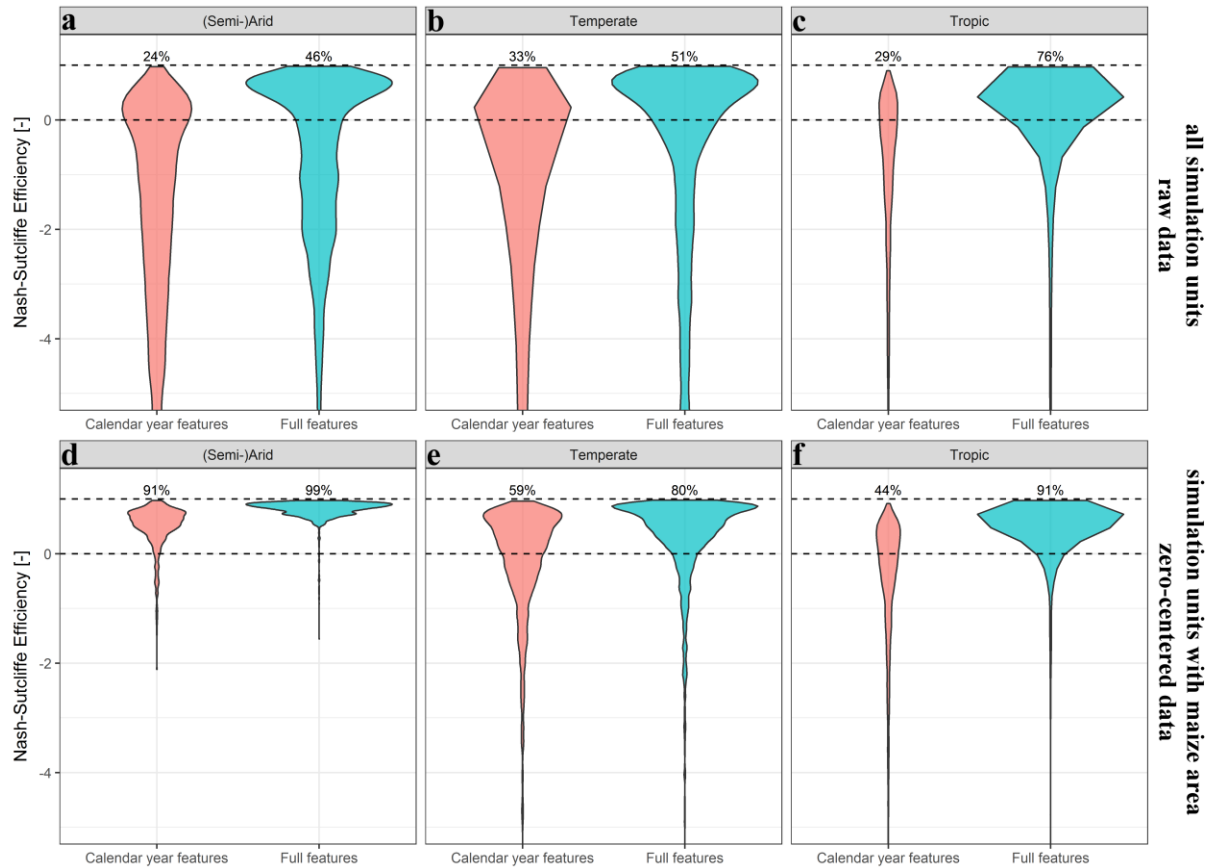 a (Semi-)Arid
b Temperate
c Tropic
24% 46% 33% 51% 29% 76%
Nash-Sutcliffe Efficiency [-]
0
-2
-4
Calendar year features Full features Calendar year features Full features Calendar year features Full features
all simulation units
raw data
d (Semi-)Arid
e Temperate
f Tropic
91% 99% 59% 80% 44% 91%
Nash-Sutcliffe Efficiency [-]
0
-2
-4
Calendar year features Full features Calendar year features Full features Calendar year features Full features
simulation units with maize area
zero-centered data